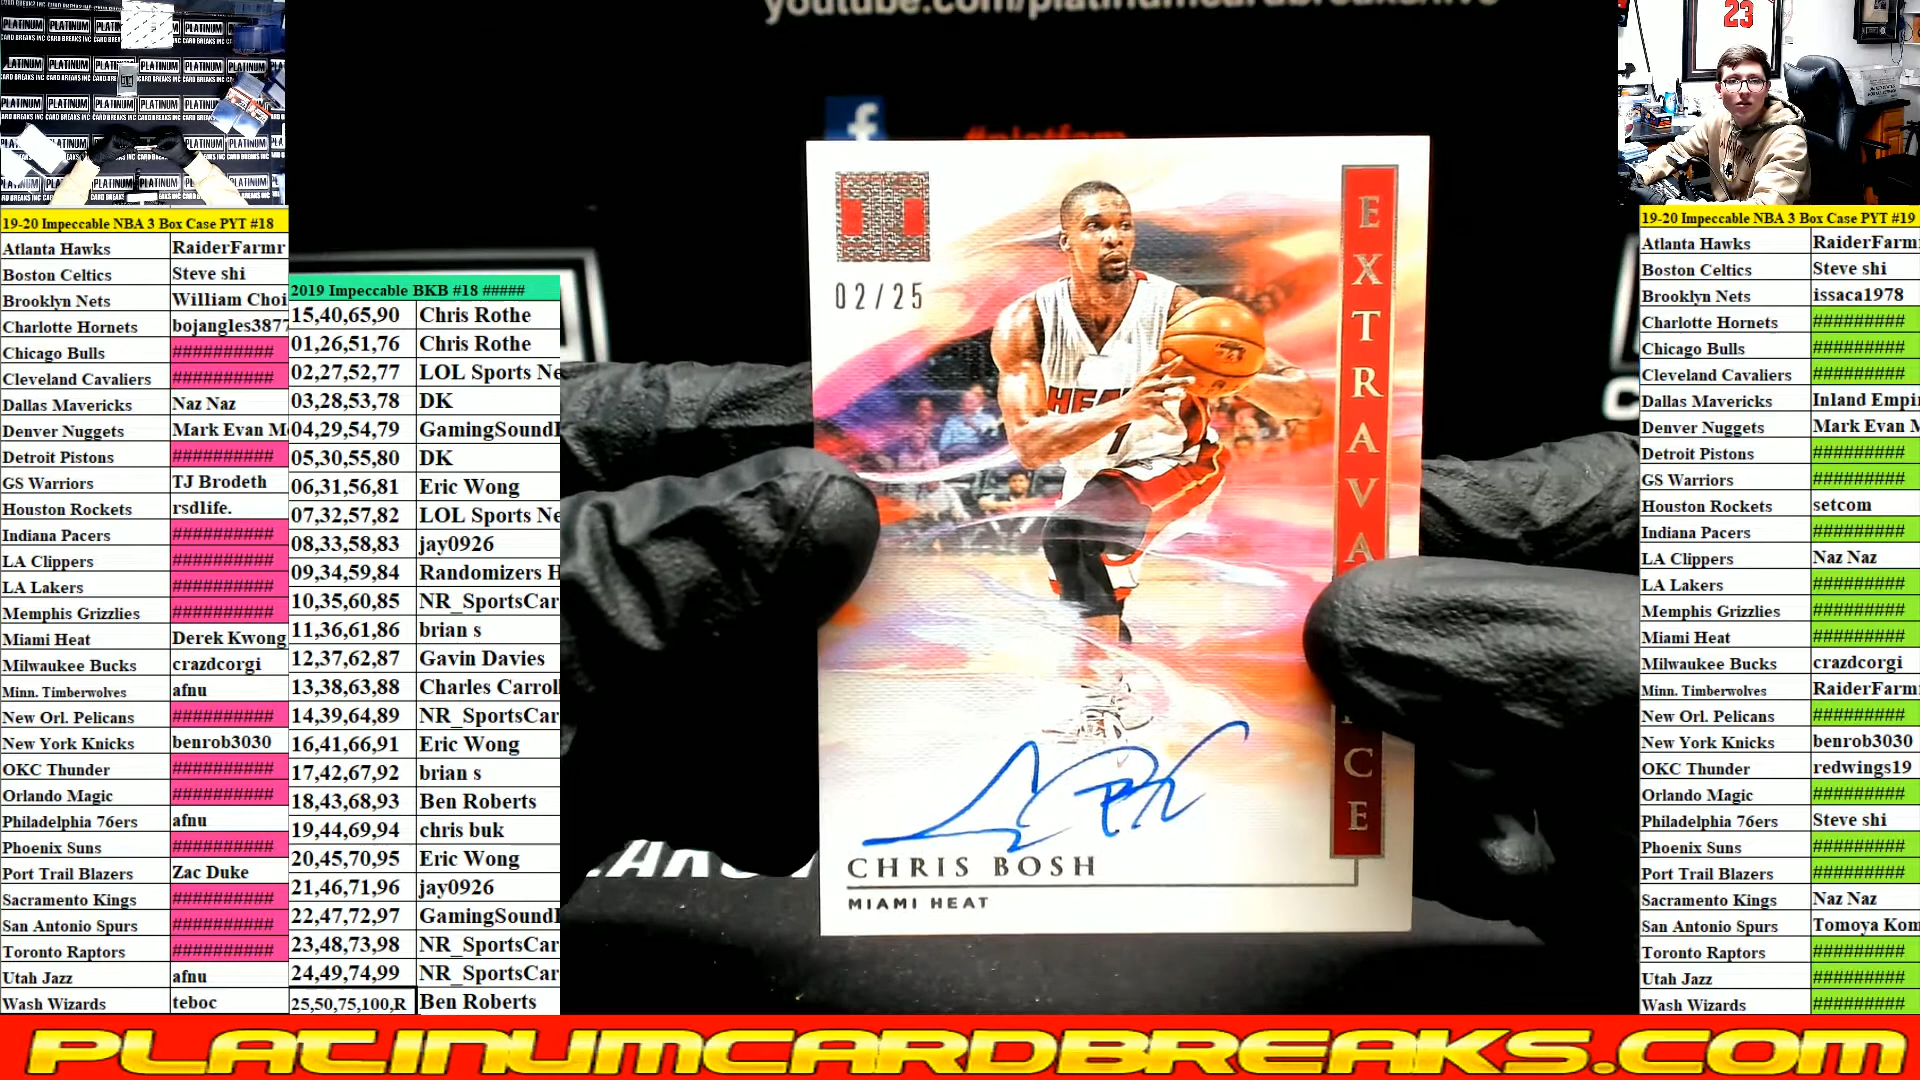 youtube.com/platinumcardbreaks/live
23
f
#platfam
02/25
EXTRAVA
CE
HEA
1
CHRIS BOSH
MIAMI HEAT
19-20 Impeccable NBA 3 Box Case PYT #18
Atlanta Hawks RaiderFarmr
Boston Celtics Steve shi
Brooklyn Nets William Choi
Charlotte Hornets bojangles3877
Chicago Bulls ##########
Cleveland Cavaliers ##########
Dallas Mavericks Naz Naz
Denver Nuggets Mark Evan M
Detroit Pistons ##########
GS Warriors TJ Brodeth
Houston Rockets rsdlife.
Indiana Pacers ##########
LA Clippers ##########
LA Lakers ##########
Memphis Grizzlies ##########
Miami Heat Derek Kwong
Milwaukee Bucks crazdcorgi
Minn. Timberwolves afnu
New Orl. Pelicans ##########
New York Knicks benrob3030
OKC Thunder ##########
Orlando Magic ##########
Philadelphia 76ers afnu
Phoenix Suns ##########
Port Trail Blazers Zac Duke
Sacramento Kings ##########
San Antonio Spurs ##########
Toronto Raptors ##########
Utah Jazz afnu
Wash Wizards teboc
2019 Impeccable BKB #18 #####
15,40,65,90 Chris Rothe
01,26,51,76 Chris Rothe
02,27,52,77 LOL Sports Ne
03,28,53,78 DK
04,29,54,79 GamingSoundI
05,30,55,80 DK
06,31,56,81 Eric Wong
07,32,57,82 LOL Sports Ne
08,33,58,83 jay0926
09,34,59,84 Randomizers H
10,35,60,85 NR_SportsCar
11,36,61,86 brian s
12,37,62,87 Gavin Davies
13,38,63,88 Charles Carroll
14,39,64,89 NR_SportsCar
16,41,66,91 Eric Wong
17,42,67,92 brian s
18,43,68,93 Ben Roberts
19,44,69,94 chris buk
20,45,70,95 Eric Wong
21,46,71,96 jay0926
22,47,72,97 GamingSoundI
23,48,73,98 NR_SportsCar
24,49,74,99 NR_SportsCar
25,50,75,100,R Ben Roberts
19-20 Impeccable NBA 3 Box Case PYT #19
Atlanta Hawks RaiderFarm
Boston Celtics Steve shi
Brooklyn Nets issaca1978
Charlotte Hornets #########
Chicago Bulls #########
Cleveland Cavaliers #########
Dallas Mavericks Inland Empi
Denver Nuggets Mark Evan M
Detroit Pistons #########
GS Warriors #########
Houston Rockets setcom
Indiana Pacers #########
LA Clippers Naz Naz
LA Lakers #########
Memphis Grizzlies #########
Miami Heat #########
Milwaukee Bucks crazdcorgi
Minn. Timberwolves RaiderFarm
New Orl. Pelicans #########
New York Knicks benrob3030
OKC Thunder redwings19
Orlando Magic #########
Philadelphia 76ers Steve shi
Phoenix Suns #########
Port Trail Blazers #########
Sacramento Kings Naz Naz
San Antonio Spurs Tomoya Kom
Toronto Raptors #########
Utah Jazz #########
Wash Wizards #########
PLATINUMCARDBREAKS.COM